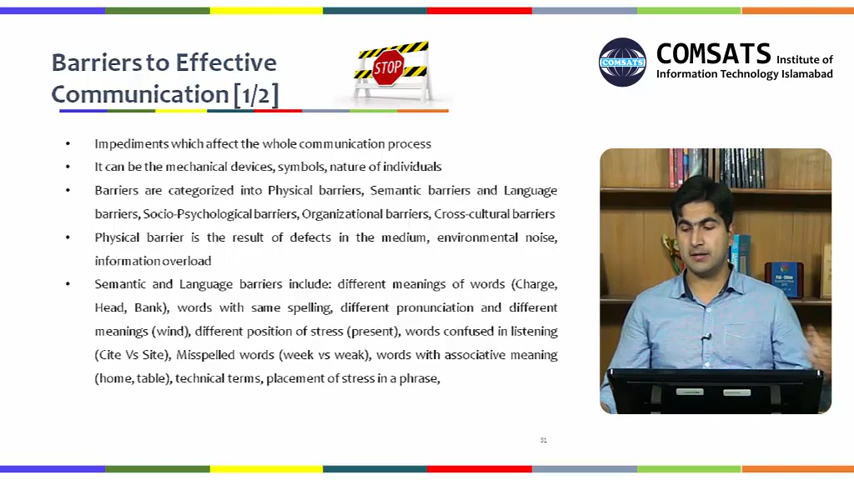 Barriers to Effective
Communication [1/2]
STOP
COMSATS
COMSATS Institute of
Information Technology Islamabad
• Impediments which affect the whole communication process
• It can be the mechanical devices, symbols, nature of individuals
• Barriers are categorized into Physical barriers, Semantic barriers and Language
barriers, Socio-Psychological barriers, Organizational barriers, Cross-cultural barriers
• Physical barrier is the result of defects in the medium, environmental noise,
information overload
• Semantic and Language barriers include: different meanings of words (Charge,
Head, Bank), words with same spelling, different pronunciation and different
meanings (wind), different position of stress (present), words confused in listening
(Cite Vs Site), Misspelled words (week vs weak), words with associative meaning
(home, table), technical terms, placement of stress in a phrase,